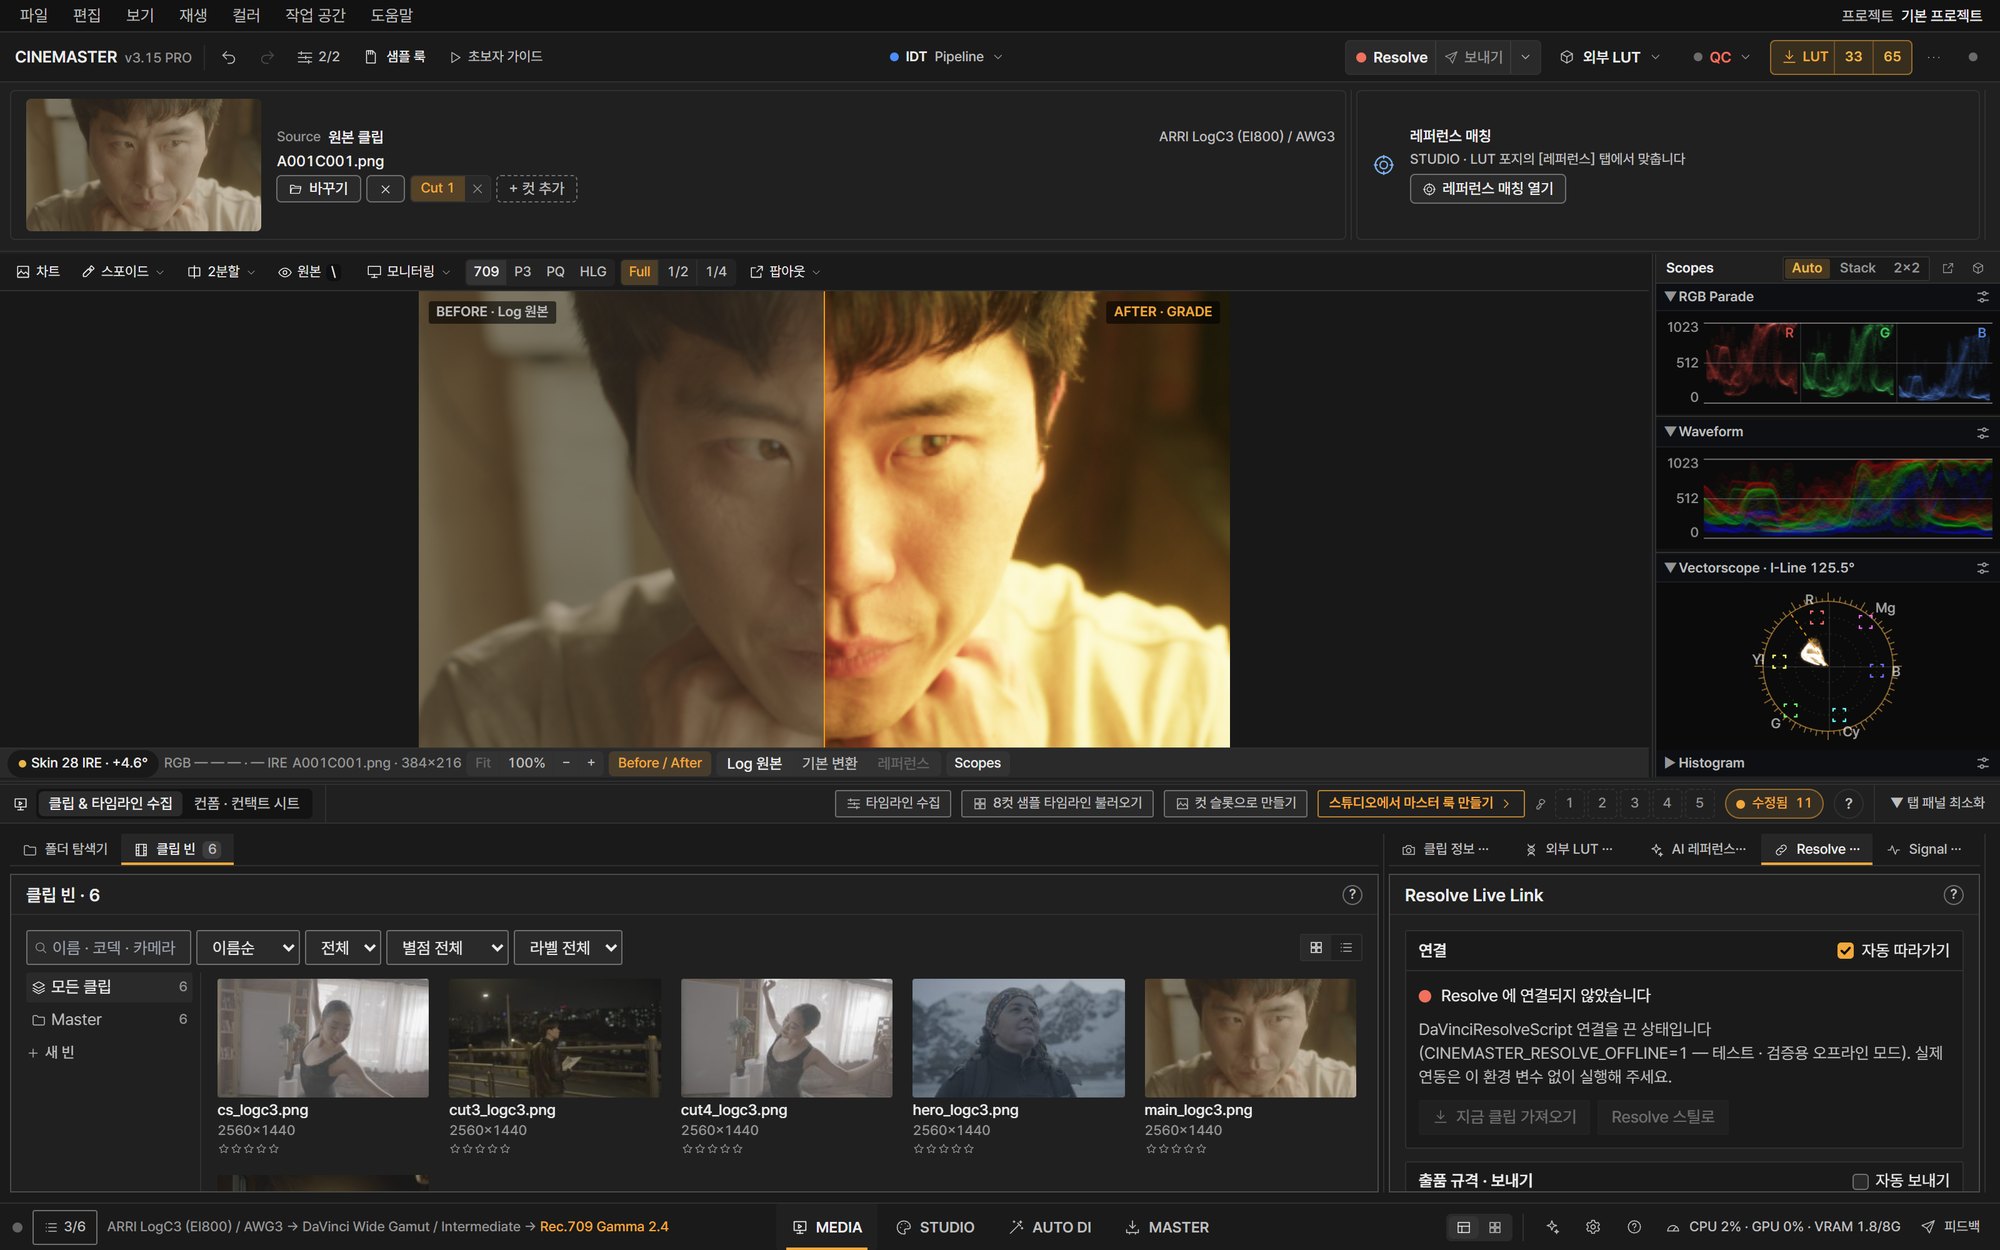 파일 편집 보기 재생 컬러 작업 공간 도움말 프로젝트 기본 프로젝트
CINEMASTER v3.15 PRO 2/2 샘플 룩 초보자 가이드 IDT Pipeline Resolve 보내기 외부 LUT QC LUT 33 65 ···
Source 원본 클립 ARRI LogC3 (EI800) / AWG3
A001C001.png
바꾸기 × Cut 1 × + 컷 추가
레퍼런스 매칭
STUDIO · LUT 포지의 [레퍼런스] 탭에서 맞춥니다
레퍼런스 매칭 열기
차트 스포이드 2분할 원본 \ 모니터링 709 P3 PQ HLG Full 1/2 1/4 팝아웃
BEFORE · Log 원본 AFTER · GRADE
Scopes Auto Stack 2×2
▼RGB Parade
1023 R G B
512
0
▼Waveform
1023
512
0
▼Vectorscope · I-Line 125.5°
R Mg
Yl B
G Cy
▶Histogram
Skin 28 IRE · +4.6° RGB — — — · — IRE A001C001.png · 384×216 Fit 100% − + Before / After Log 원본 기본 변환 레퍼런스 Scopes
클립 & 타임라인 수집 컨폼 · 컨택트 시트 타임라인 수집 8컷 샘플 타임라인 불러오기 컷 슬롯으로 만들기 스튜디오에서 마스터 룩 만들기 1 2 3 4 5 수정됨 11 ? ▼탭 패널 최소화
폴더 탐색기 클립 빈 6
클립 빈 · 6 ?
이름 · 코덱 · 카메라 이름순 전체 별점 전체 라벨 전체
모든 클립 6
Master 6
+ 새 빈
cs_logc3.png cut3_logc3.png cut4_logc3.png hero_logc3.png main_logc3.png
2560×1440 2560×1440 2560×1440 2560×1440 2560×1440
☆☆☆☆☆ ☆☆☆☆☆ ☆☆☆☆☆ ☆☆☆☆☆ ☆☆☆☆☆
클립 정보 ··· 외부 LUT ··· AI 레퍼런스··· Resolve ··· Signal ···
Resolve Live Link ?
연결 자동 따라가기
Resolve 에 연결되지 않았습니다
DaVinciResolveScript 연결을 끈 상태입니다
(CINEMASTER_RESOLVE_OFFLINE=1 — 테스트 · 검증용 오프라인 모드). 실제
연동은 이 환경 변수 없이 실행해 주세요.
지금 클립 가져오기 Resolve 스틸로
출품 규격 · 보내기 자동 보내기
3/6 ARRI LogC3 (EI800) / AWG3 → DaVinci Wide Gamut / Intermediate → Rec.709 Gamma 2.4 MEDIA STUDIO AUTO DI MASTER CPU 2% · GPU 0% · VRAM 1.8/8G 피드백